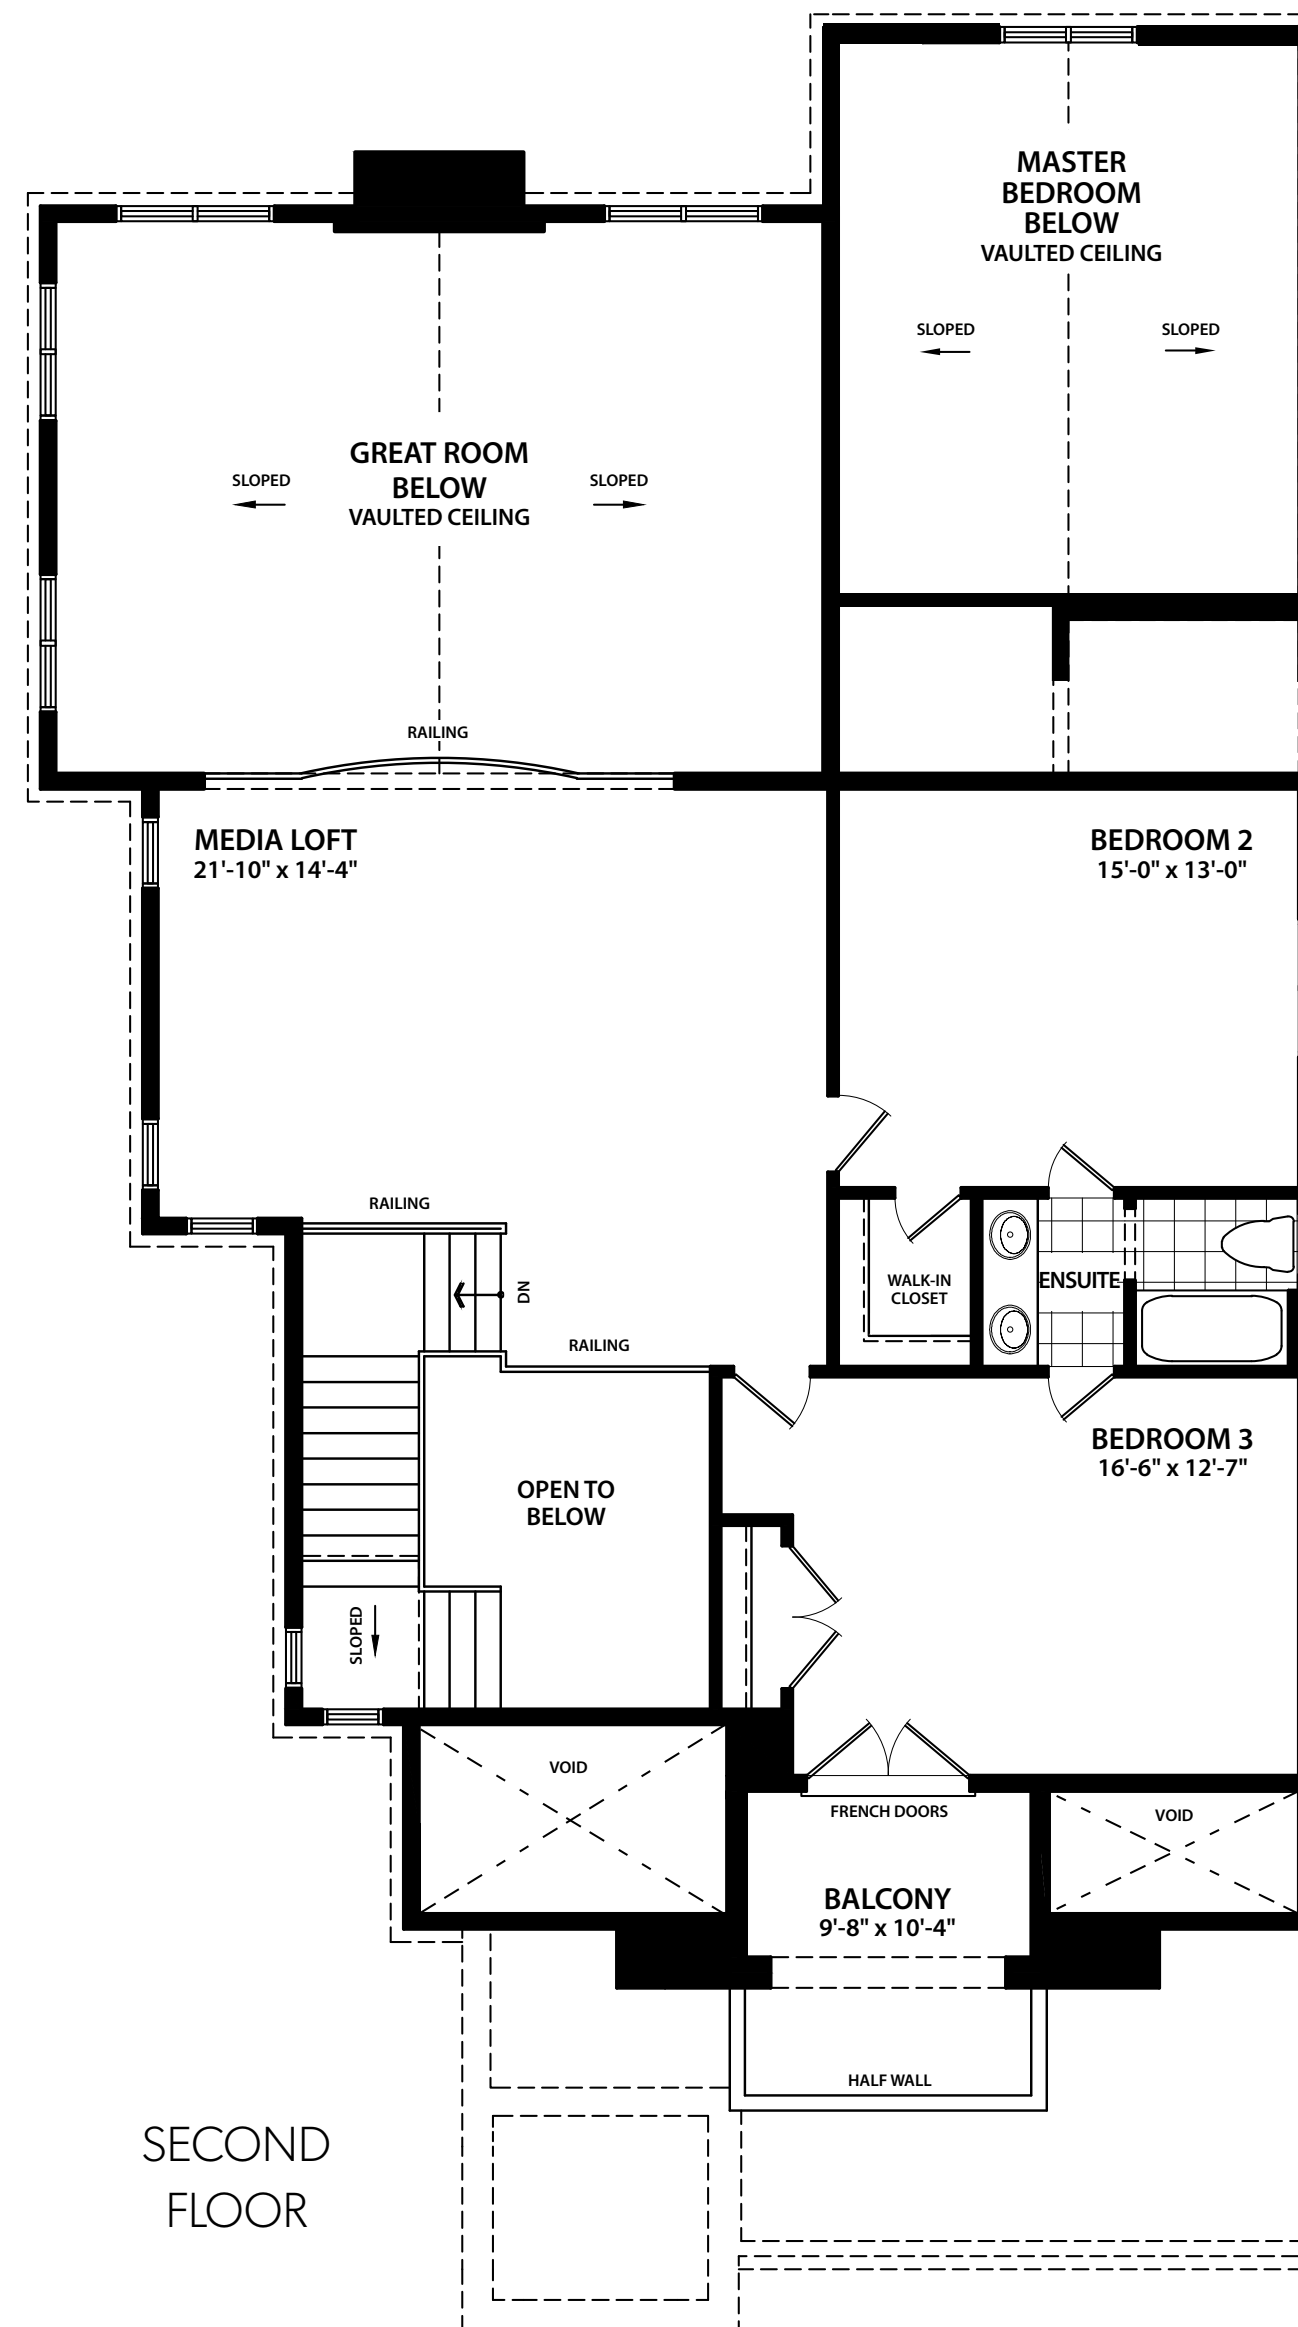 MASTER
BEDROOM
BELOW
VAULTED CEILING
SLOPED
SLOPED
GREAT ROOM
BELOW
VAULTED CEILING
SLOPED
SLOPED
RAILING
MEDIA LOFT
21'-10" x 14'-4"
BEDROOM 2
15'-0" x 13'-0"
RAILING
DN
WALK-IN
CLOSET
ENSUITE
RAILING
BEDROOM 3
16'-6" x 12'-7"
OPEN TO
BELOW
SLOPED
VOID
FRENCH DOORS
VOID
BALCONY
9'-8" x 10'-4"
HALF WALL
SECOND
FLOOR